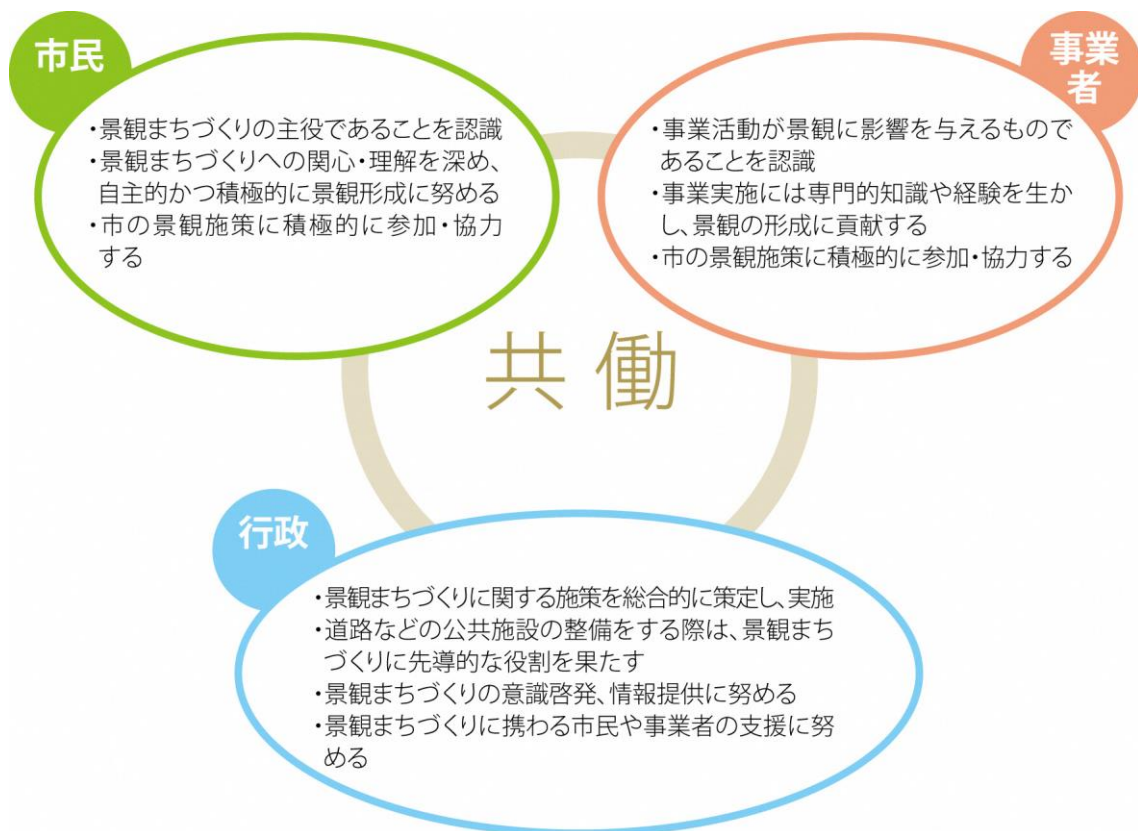 市民
・景観まちづくりの主役であることを認識
・景観まちづくりへの関心・理解を深め、
自主的かつ積極的に景観形成に努める
・市の景観施策に積極的に参加・協力
する
事業
者
・事業活動が景観に影響を与えるもので
あることを認識
・事業実施には専門的知識や経験を生か
し、景観の形成に貢献する
・市の景観施策に積極的に参加・協力する
共働
行政
・景観まちづくりに関する施策を総合的に策定し、実施
・道路などの公共施設の整備をする際は、景観まち
づくりに先導的な役割を果たす
・景観まちづくりの意識啓発、情報提供に努める
・景観まちづくりに携わる市民や事業者の支援に努
める